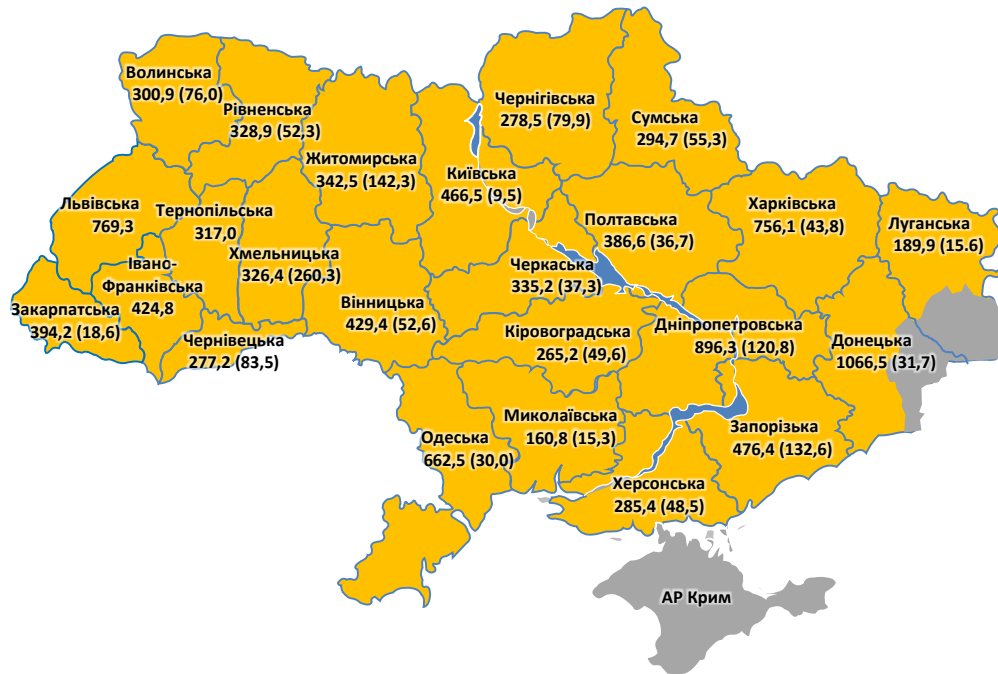 Волинська
300,9 (76,0)
Рівненська
328,9 (52,3)
Житомирська
342,5 (142,3)
Київська
466,5 (9,5)
Чернігівська
278,5 (79,9)
Сумська
294,7 (55,3)
Львівська
769,3
Тернопільська
317,0
Хмельницька
326,4 (260,3)
Полтавська
386,6 (36,7)
Харківська
756,1 (43,8)
Луганська
189,9 (15.6)
Івано-
Франківська
424,8
Закарпатська
394,2 (18,6)
Чернівецька
277,2 (83,5)
Вінницька
429,4 (52,6)
Черкаська
335,2 (37,3)
Кіровоградська
265,2 (49,6)
Дніпропетровська
896,3 (120,8)
Донецька
1066,5 (31,7)
Одеська
662,5 (30,0)
Миколаївська
160,8 (15,3)
Запорізька
476,4 (132,6)
Херсонська
285,4 (48,5)
АР Крим